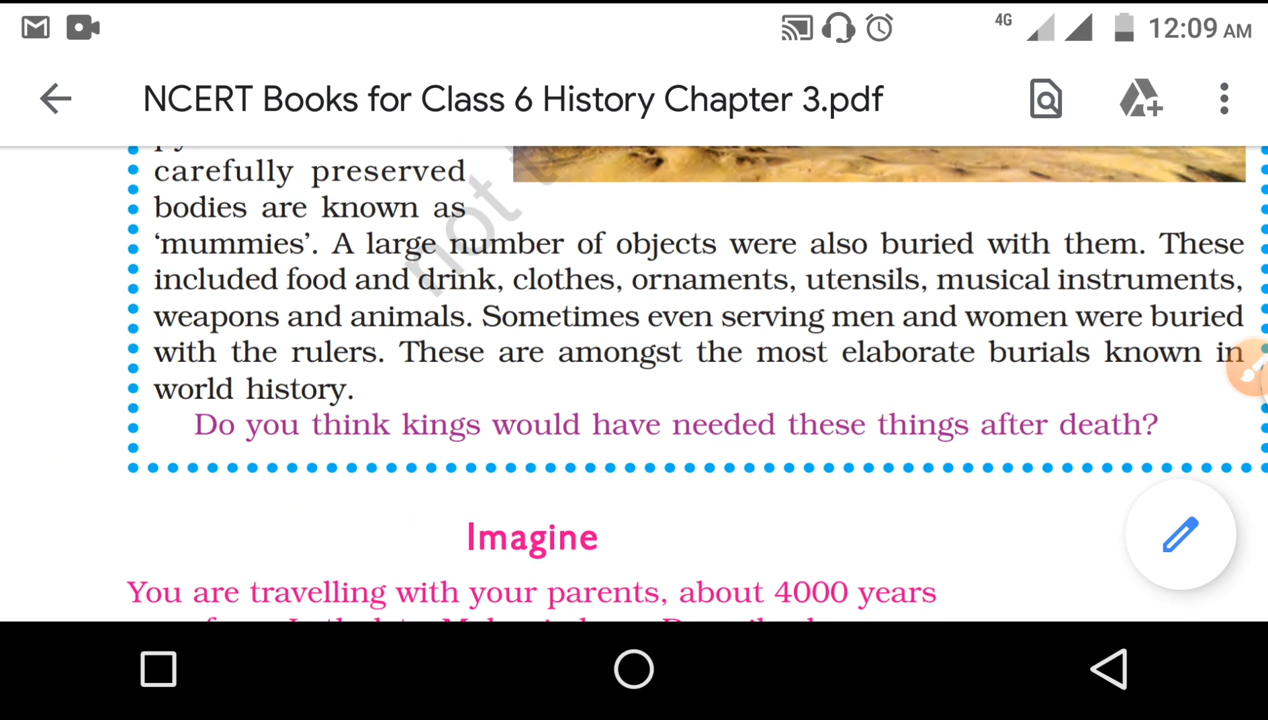 4G 12:09 AM
NCERT Books for Class 6 History Chapter 3.pdf
carefully preserved
bodies are known as
‘mummies’. A large number of objects were also buried with them. These
included food and drink, clothes, ornaments, utensils, musical instruments,
weapons and animals. Sometimes even serving men and women were buried
with the rulers. These are amongst the most elaborate burials known in
world history.
Do you think kings would have needed these things after death?
Imagine
You are travelling with your parents, about 4000 years
not